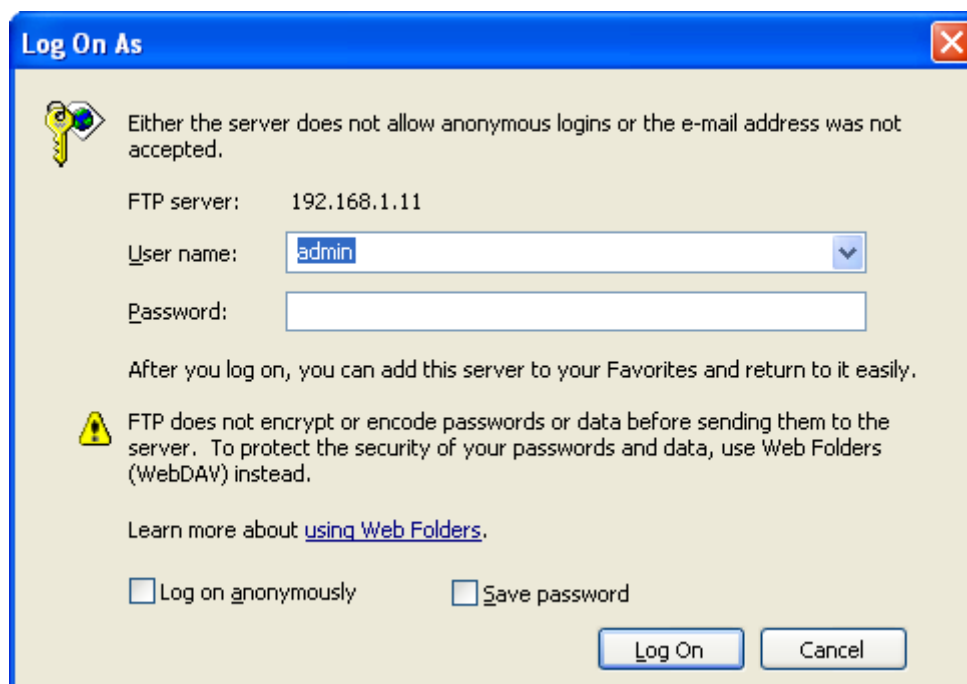 Log On As
Either the server does not allow anonymous logins or the e-mail address was not
accepted.
FTP server: 192.168.1.11
User name: admin
Password:
After you log on, you can add this server to your Favorites and return to it easily.
FTP does not encrypt or encode passwords or data before sending them to the
server. To protect the security of your passwords and data, use Web Folders
(WebDAV) instead.
Learn more about using Web Folders.
Log on anonymously Save password
Log On Cancel